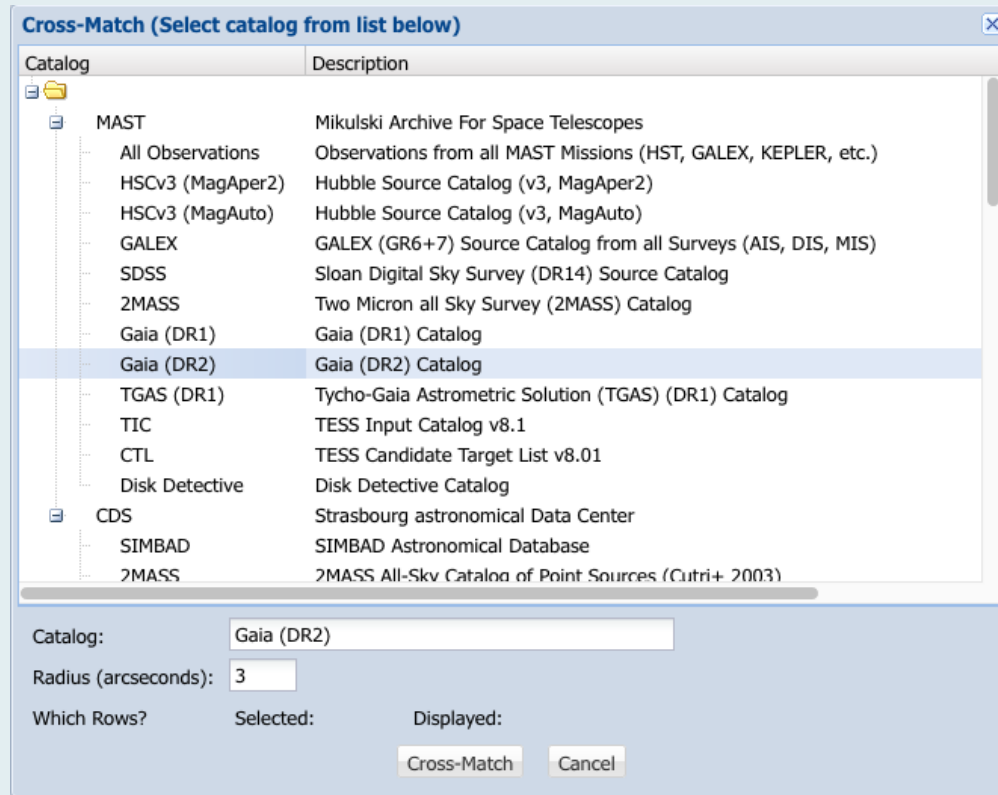 Cross-Match (Select catalog from list below)
Catalog Description
MAST Mikulski Archive For Space Telescopes
All Observations Observations from all MAST Missions (HST, GALEX, KEPLER, etc.)
HSCv3 (MagAper2) Hubble Source Catalog (v3, MagAper2)
HSCv3 (MagAuto) Hubble Source Catalog (v3, MagAuto)
GALEX GALEX (GR6+7) Source Catalog from all Surveys (AIS, DIS, MIS)
SDSS Sloan Digital Sky Survey (DR14) Source Catalog
2MASS Two Micron all Sky Survey (2MASS) Catalog
Gaia (DR1) Gaia (DR1) Catalog
Gaia (DR2) Gaia (DR2) Catalog
TGAS (DR1) Tycho-Gaia Astrometric Solution (TGAS) (DR1) Catalog
TIC TESS Input Catalog v8.1
CTL TESS Candidate Target List v8.01
Disk Detective Disk Detective Catalog
CDS Strasbourg astronomical Data Center
SIMBAD SIMBAD Astronomical Database
2MASS 2MASS All-Sky Catalog of Point Sources (Cutri+ 2003)
Catalog: Gaia (DR2)
Radius (arcseconds): 3
Which Rows? Selected: Displayed:
Cross-Match Cancel